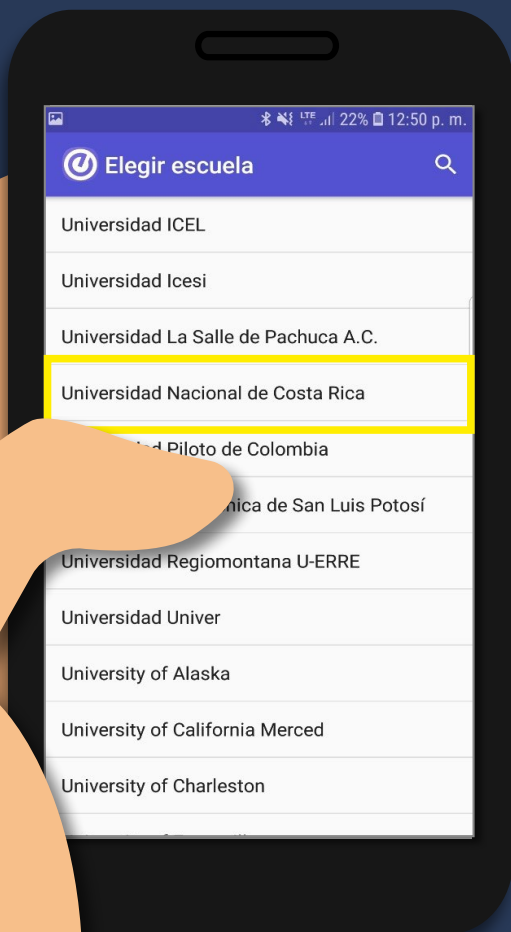 LTE 22% 12:50 p. m.
Elegir escuela
Universidad ICEL
Universidad Icesi
Universidad La Salle de Pachuca A.C.
Universidad Nacional de Costa Rica
Piloto de Colombia
de San Luis Potosí
Universidad Regiomontana U-ERRE
Universidad Univer
University of Alaska
University of California Merced
University of Charleston